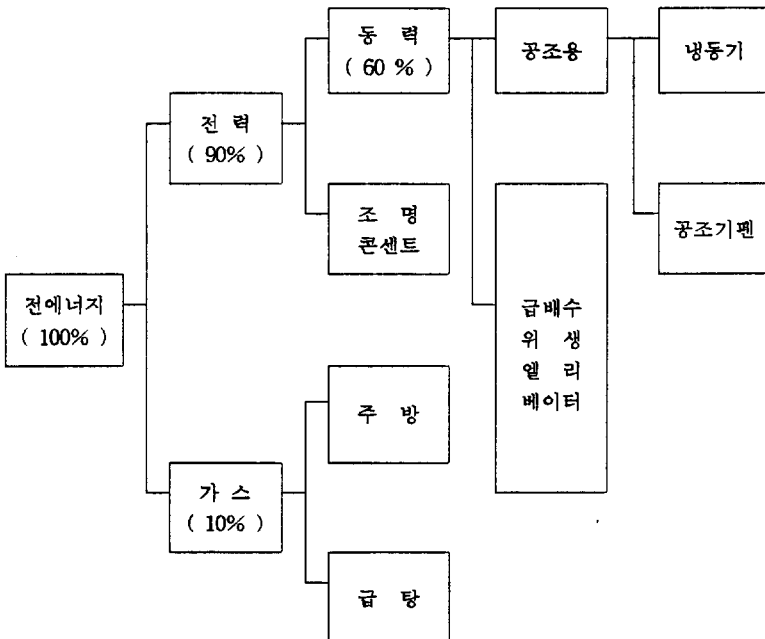 동 력
( 60 % )
공조용
냉동기
전 력
( 90% )
조 명
콘센트
공조기펜
전에너지
( 100% )
급배수
위 생
엘 리
베이터
주 방
가 스
( 10% )
급 탕